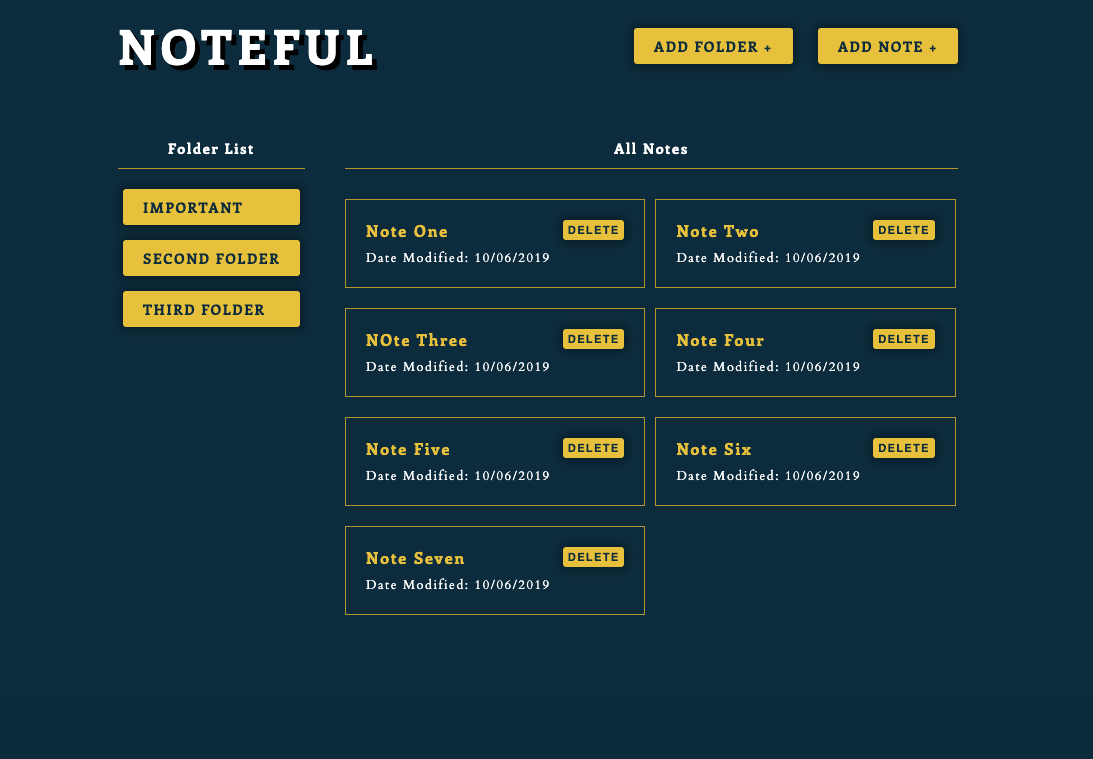 NOTEFUL
ADD FOLDER +
ADD NOTE +
Folder List
IMPORTANT
SECOND FOLDER
THIRD FOLDER
All Notes
Note One
DELETE
Date Modified: 10/06/2019
Note Two
DELETE
Date Modified: 10/06/2019
NOte Three
DELETE
Date Modified: 10/06/2019
Note Four
DELETE
Date Modified: 10/06/2019
Note Five
DELETE
Date Modified: 10/06/2019
Note Six
DELETE
Date Modified: 10/06/2019
Note Seven
DELETE
Date Modified: 10/06/2019